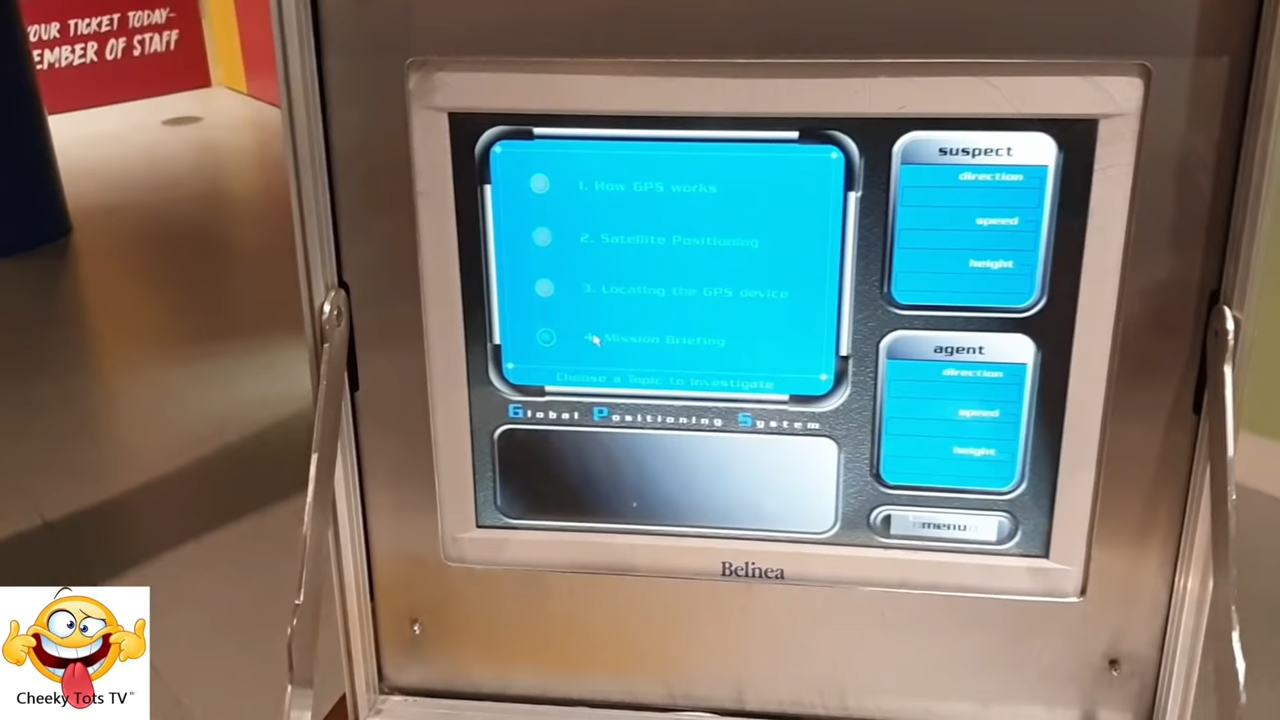 OUR TICKET TODAY-
EMBER OF STAFF
1. How GPS works
2. Satellite Positioning
3. Locating the GPS device
4. Mission Briefing
Choose a Topic to Investigate
Global Positioning System
suspect
direction
speed
height
agent
direction
speed
height
menu
Belinea
Cheeky Tots TV